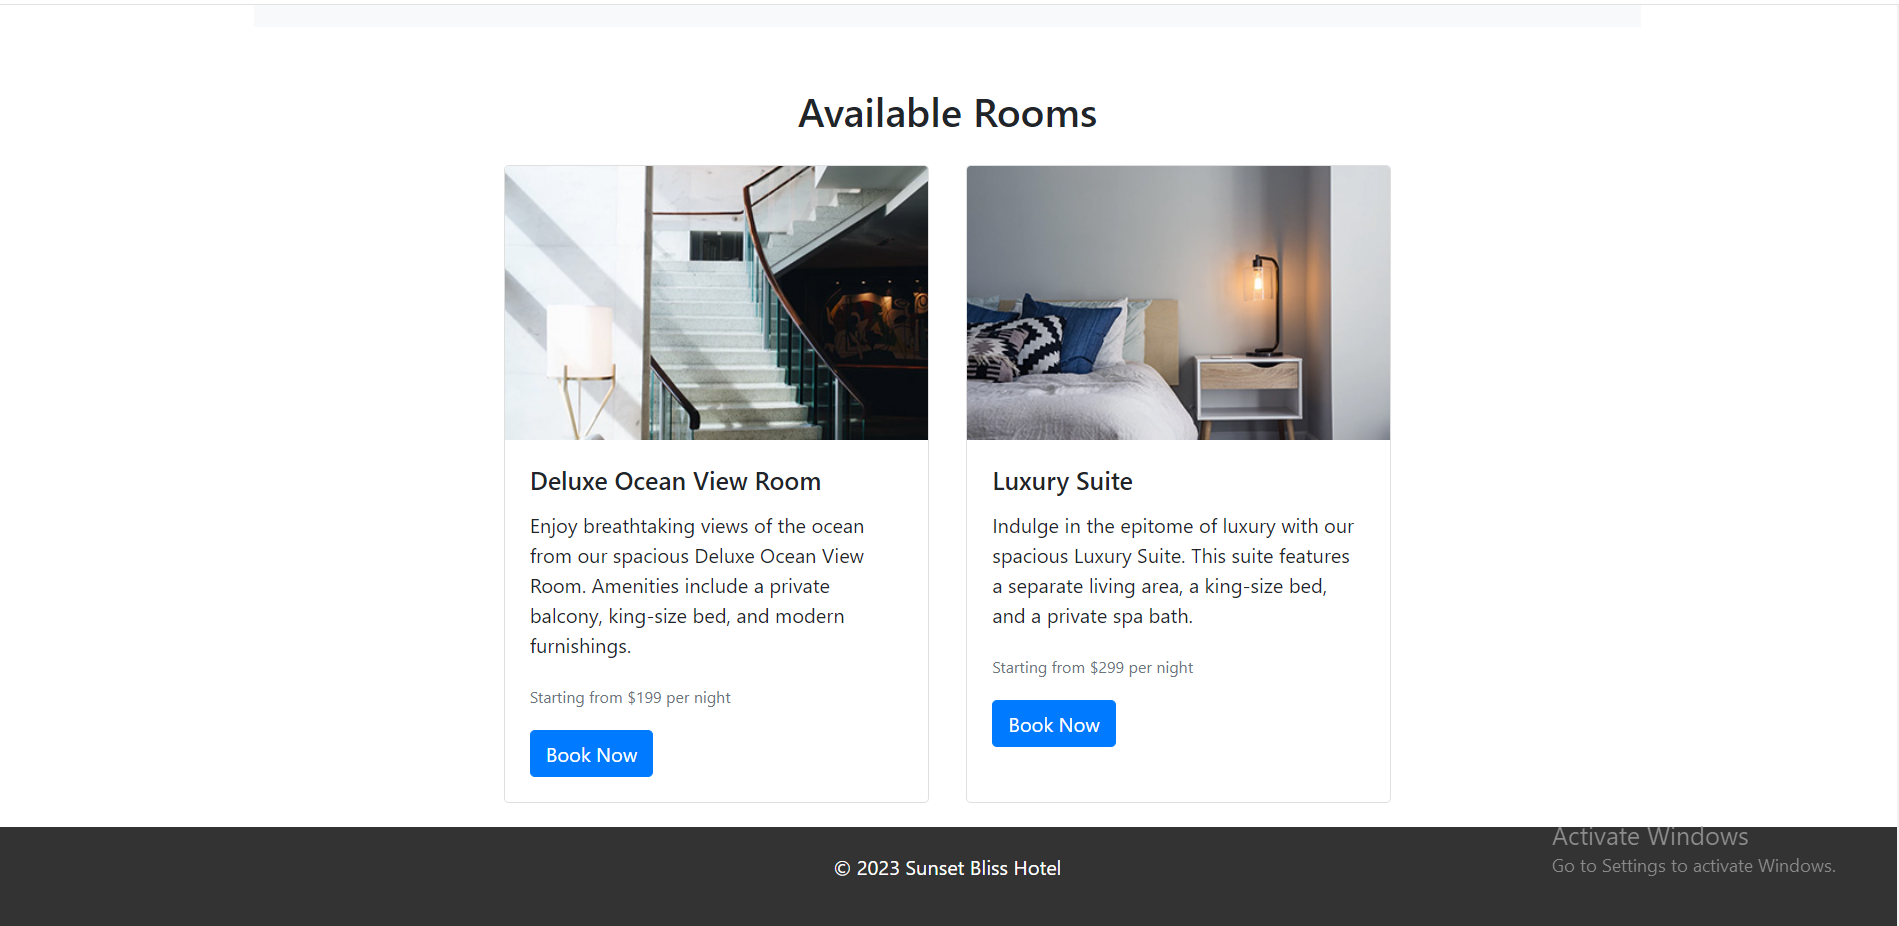 Available Rooms
Deluxe Ocean View Room
Enjoy breathtaking views of the ocean
from our spacious Deluxe Ocean View
Room. Amenities include a private
balcony, king-size bed, and modern
furnishings.
Starting from $199 per night
Book Now
Luxury Suite
Indulge in the epitome of luxury with our
spacious Luxury Suite. This suite features
a separate living area, a king-size bed,
and a private spa bath.
Starting from $299 per night
Book Now
© 2023 Sunset Bliss Hotel
Activate Windows
Go to Settings to activate Windows.